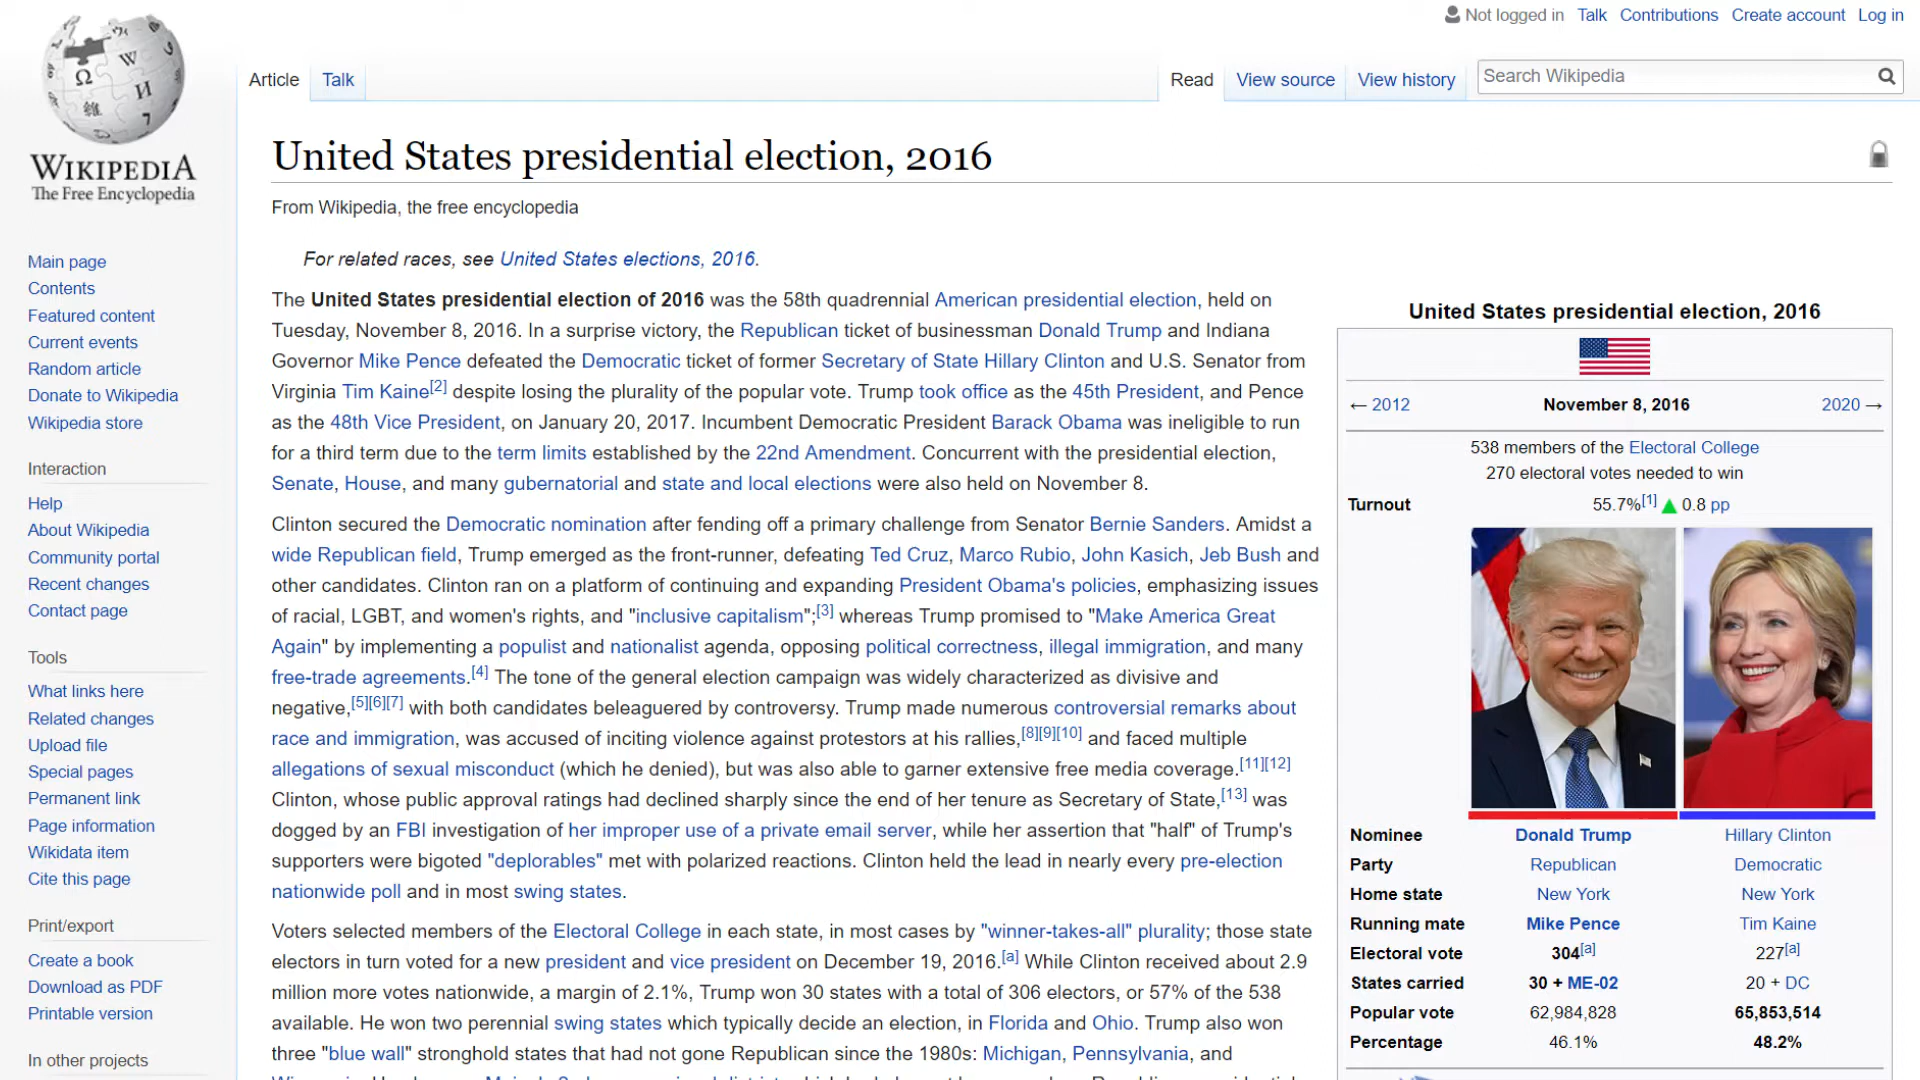 Not logged in Talk Contributions Create account Log in
Article Talk Read View source View history Search Wikipedia
WIKIPEDIA
The Free Encyclopedia
Main page
Contents
Featured content
Current events
Random article
Donate to Wikipedia
Wikipedia store
Interaction
Help
About Wikipedia
Community portal
Recent changes
Contact page
Tools
What links here
Related changes
Upload file
Special pages
Permanent link
Page information
Wikidata item
Cite this page
Print/export
Create a book
Download as PDF
Printable version
In other projects
United States presidential election, 2016
From Wikipedia, the free encyclopedia
For related races, see United States elections, 2016.
The United States presidential election of 2016 was the 58th quadrennial American presidential election, held on
Tuesday, November 8, 2016. In a surprise victory, the Republican ticket of businessman Donald Trump and Indiana
Governor Mike Pence defeated the Democratic ticket of former Secretary of State Hillary Clinton and U.S. Senator from
Virginia Tim Kaine[2] despite losing the plurality of the popular vote. Trump took office as the 45th President, and Pence
as the 48th Vice President, on January 20, 2017. Incumbent Democratic President Barack Obama was ineligible to run
for a third term due to the term limits established by the 22nd Amendment. Concurrent with the presidential election,
Senate, House, and many gubernatorial and state and local elections were also held on November 8.
Clinton secured the Democratic nomination after fending off a primary challenge from Senator Bernie Sanders. Amidst a
wide Republican field, Trump emerged as the front-runner, defeating Ted Cruz, Marco Rubio, John Kasich, Jeb Bush and
other candidates. Clinton ran on a platform of continuing and expanding President Obama's policies, emphasizing issues
of racial, LGBT, and women's rights, and "inclusive capitalism";[3] whereas Trump promised to "Make America Great
Again" by implementing a populist and nationalist agenda, opposing political correctness, illegal immigration, and many
free-trade agreements.[4] The tone of the general election campaign was widely characterized as divisive and
negative,[5][6][7] with both candidates beleaguered by controversy. Trump made numerous controversial remarks about
race and immigration, was accused of inciting violence against protestors at his rallies,[8][9][10] and faced multiple
allegations of sexual misconduct (which he denied), but was also able to garner extensive free media coverage.[11][12]
Clinton, whose public approval ratings had declined sharply since the end of her tenure as Secretary of State,[13] was
dogged by an FBI investigation of her improper use of a private email server, while her assertion that "half" of Trump's
supporters were bigoted "deplorables" met with polarized reactions. Clinton held the lead in nearly every pre-election
nationwide poll and in most swing states.
Voters selected members of the Electoral College in each state, in most cases by "winner-takes-all" plurality; those state
electors in turn voted for a new president and vice president on December 19, 2016.[a] While Clinton received about 2.9
million more votes nationwide, a margin of 2.1%, Trump won 30 states with a total of 306 electors, or 57% of the 538
available. He won two perennial swing states which typically decide an election, in Florida and Ohio. Trump also won
three "blue wall" stronghold states that had not gone Republican since the 1980s: Michigan, Pennsylvania, and
United States presidential election, 2016
← 2012 November 8, 2016 2020 →
538 members of the Electoral College
270 electoral votes needed to win
Turnout 55.7%[1] ▲ 0.8 pp
Nominee Donald Trump Hillary Clinton
Party Republican Democratic
Home state New York New York
Running mate Mike Pence Tim Kaine
Electoral vote 304[a] 227[a]
States carried 30 + ME-02 20 + DC
Popular vote 62,984,828 65,853,514
Percentage 46.1% 48.2%